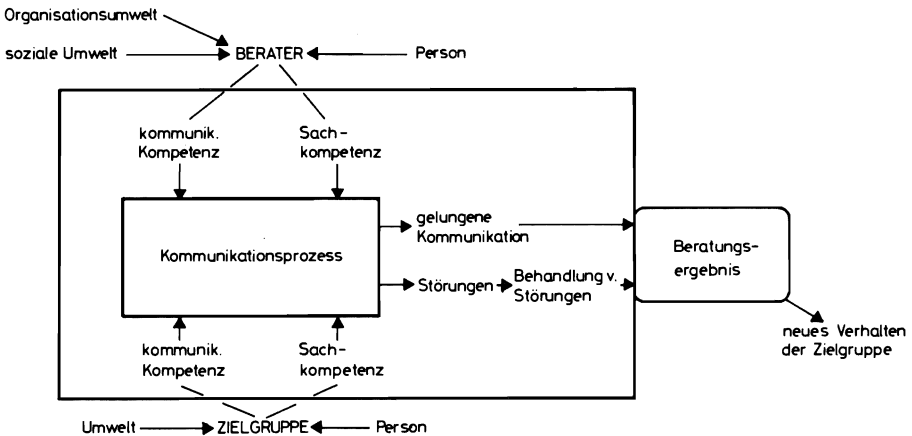 Organisationsumwelt
soziale Umwelt
BERATER
Person
kommunik.
Kompetenz
Sach-
kompetenz
Kommunikationsprozess
gelungene
Kommunikation
Störungen
Behandlung v.
Störungen
Beratungs-
ergebnis
neues Verhalten
der Zielgruppe
kommunik.
Kompetenz
Sach-
kompetenz
Umwelt
ZIELGRUPPE
Person